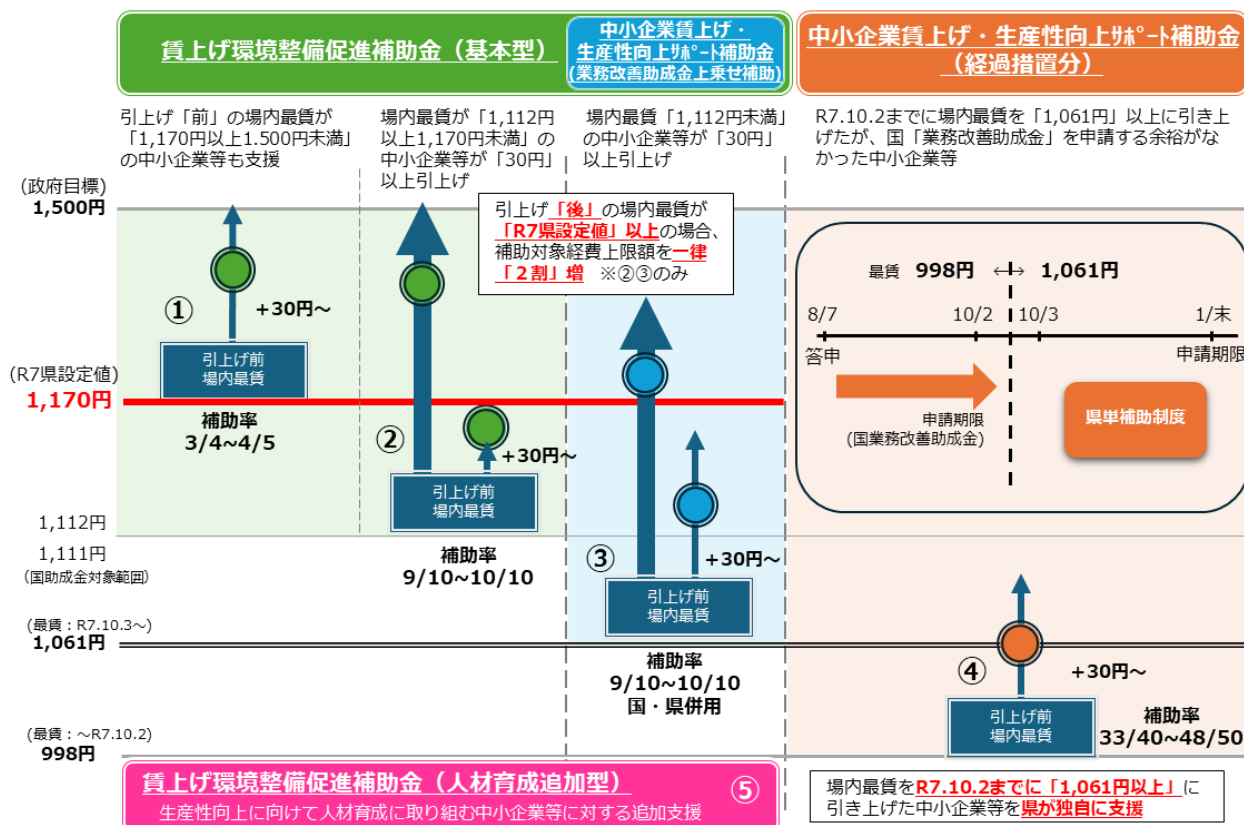 賃上げ環境整備促進補助金（基本型）
中小企業賃上げ・
生産性向上ｻﾎﾟｰﾄ補助金
(業務改善助成金上乗せ補助)
中小企業賃上げ・生産性向上ｻﾎﾟｰﾄ補助金
（経過措置分）
引上げ「前」の場内最賃が
「1,170円以上1.500円未満」
の中小企業等も支援
場内最賃が「1,112円
以上1,170円未満」の
中小企業等が「30円」
以上引上げ
場内最賃「1,112円未満」
の中小企業等が「30円」
以上引上げ
R7.10.2までに場内最賃を「1,061円」以上に引き上
げたが、国「業務改善助成金」を申請する余裕がな
かった中小企業等
(政府目標)
1,500円
引上げ「後」の場内最賃が
「R7県設定値」以上の場合、
補助対象経費上限額を一律
「２割」増　※②③のみ
①
+30円～
引上げ前
場内最賃
(R7県設定値)
1,170円
補助率
3/4~4/5
②
+30円～
引上げ前
場内最賃
1,112円
1,111円
(国助成金対象範囲)
補助率
9/10~10/10
③
+30円～
引上げ前
場内最賃
補助率
9/10~10/10
国・県併用
最賃　998円　↔　1,061円
8/7
10/2
10/3
1/末
答申
申請期限
申請期限
(国業務改善助成金)
県単補助制度
(最賃：R7.10.3~)
1,061円
④
+30円～
引上げ前
場内最賃
補助率
33/40~48/50
(最賃：～R7.10.2)
998円
賃上げ環境整備促進補助金（人材育成追加型）
⑤
生産性向上に向けて人材育成に取り組む中小企業等に対する追加支援
場内最賃をR7.10.2までに「1,061円以上」に
引き上げた中小企業等を県が独自に支援